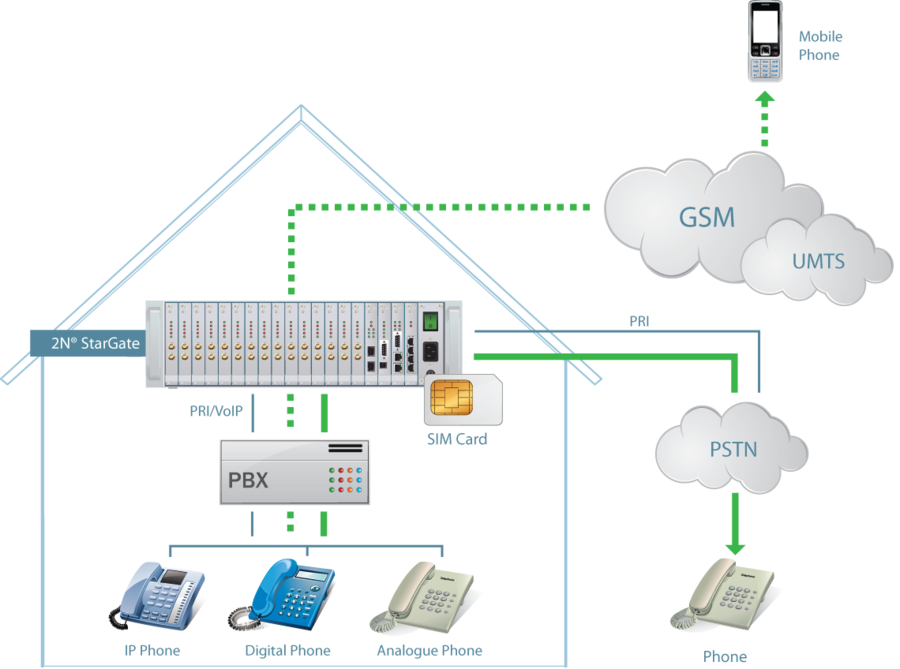 Mobile
Phone
GSM
UMTS
2N® StarGate
PRI
PRI/VoIP
SIM Card
PBX
PSTN
IP Phone
Digital Phone
Analogue Phone
Phone